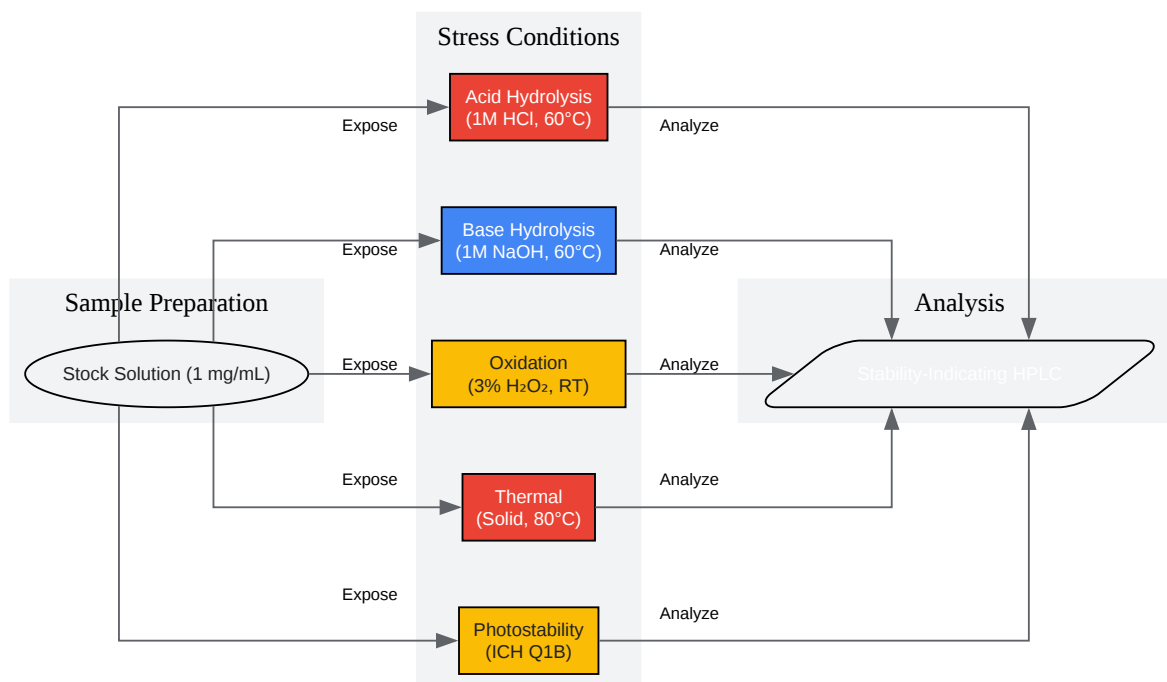 Stress Conditions
Acid Hydrolysis
(1M HCl, 60°C)
Expose
Analyze
Base Hydrolysis
(1M NaOH, 60°C)
Expose
Analyze
Sample Preparation
Stock Solution (1 mg/mL)
Expose
Oxidation
(3% H₂O₂, RT)
Analyze
Analysis
Stability-Indicating HPLC
Expose
Thermal
(Solid, 80°C)
Analyze
Expose
Photostability
(ICH Q1B)
Analyze